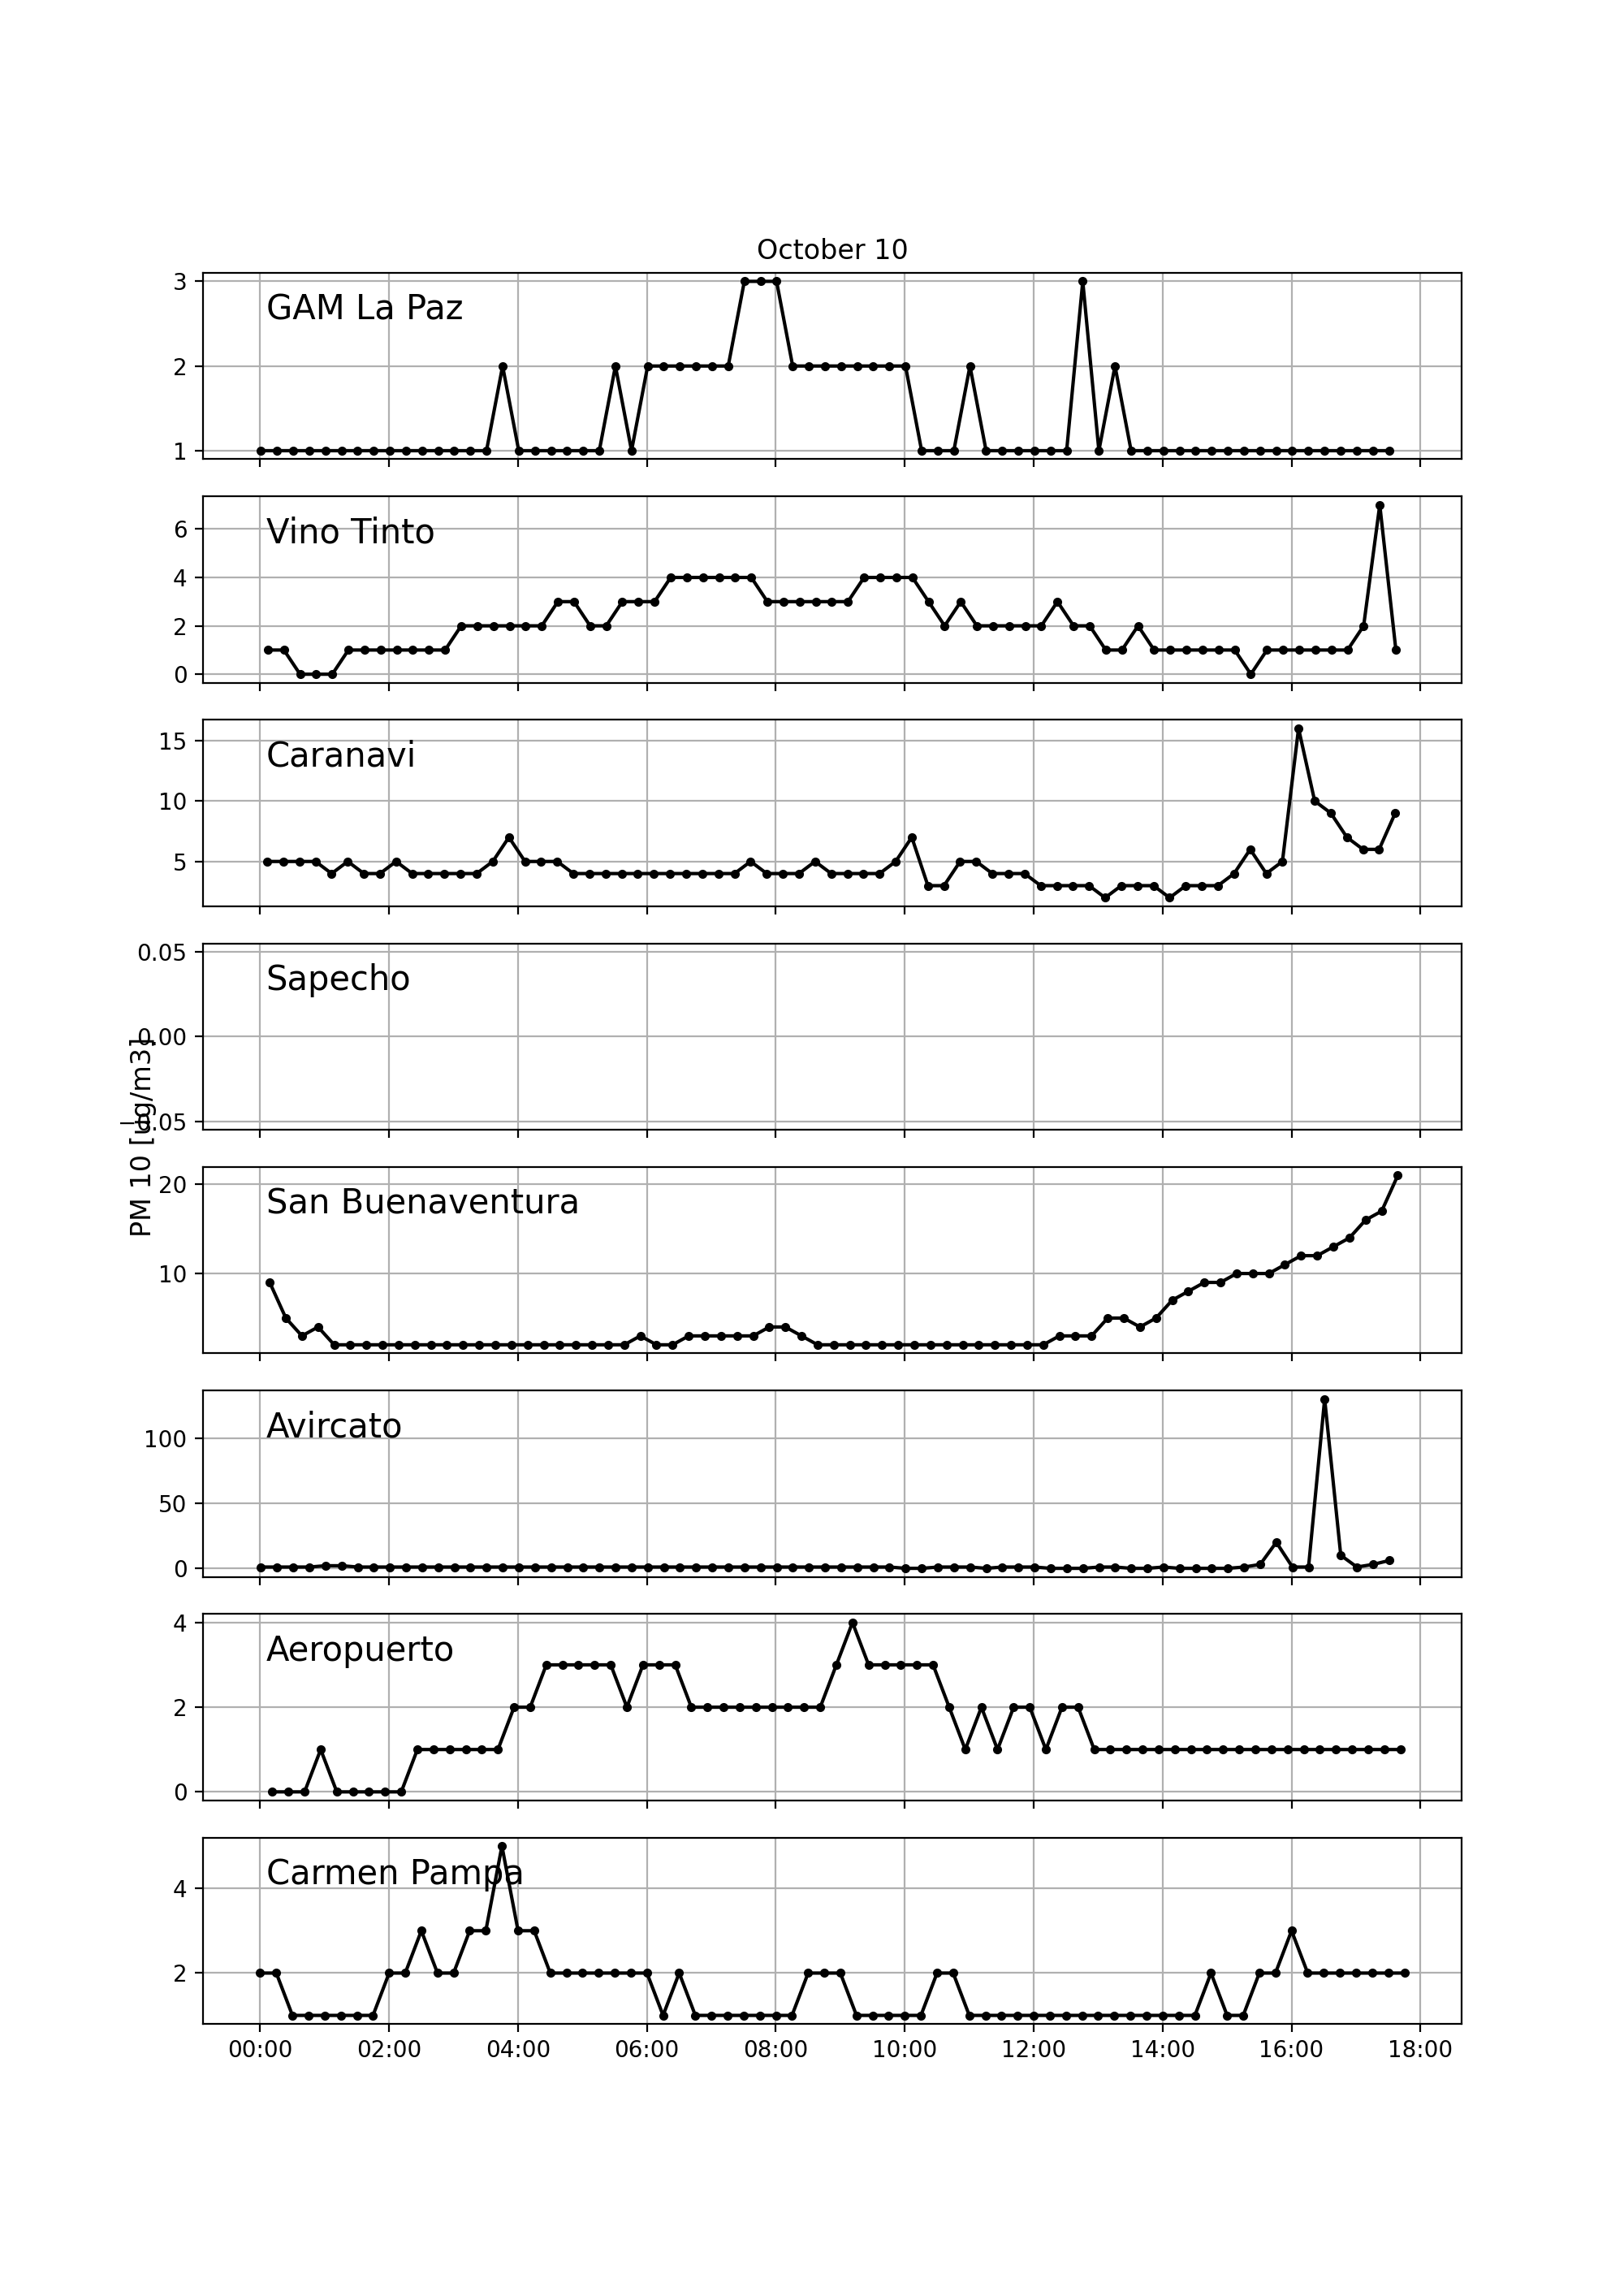 October 10
3
GAM La Paz
2
1
6
Vino Tinto
4
2
0
15
Caranavi
10
5
0.05
Sapecho
0.00
−0.05
PM 10 [ug/m3]
20
San Buenaventura
10
Avircato
100
50
0
4
Aeropuerto
2
0
Carmen Pampa
4
2
00:00 02:00 04:00 06:00 08:00 10:00 12:00 14:00 16:00 18:00